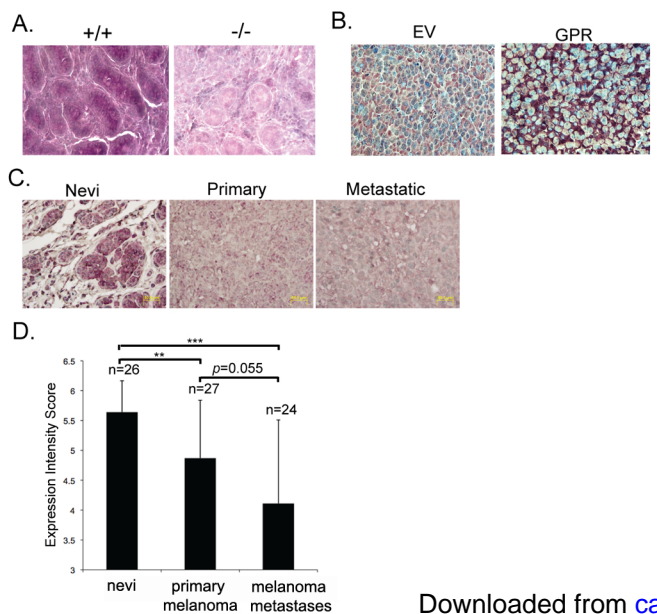 A.
+/+ -/-
B.
EV GPR
C.
Nevi Primary Metastatic
D.
***
** p=0.055
n=26 n=27 n=24
Expression Intensity Score
6.5
6
5.5
5
4.5
4
3.5
3
nevi primary melanoma melanoma metastases
Downloaded from ca